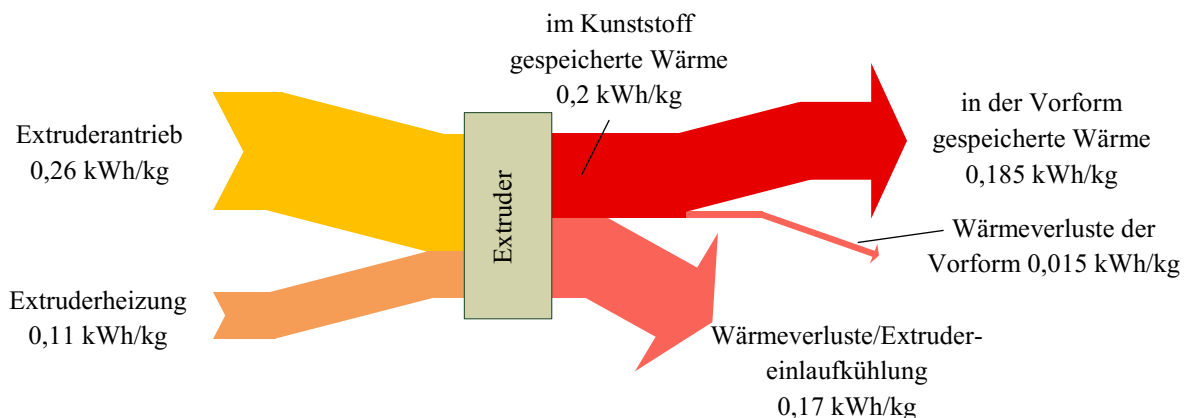 im Kunststoff
gespeicherte Wärme
0,2 kWh/kg
Extruderantrieb
0,26 kWh/kg
in der Vorform
gespeicherte Wärme
0,185 kWh/kg
Extruder
Wärmeverluste der
Vorform 0,015 kWh/kg
Extruderheizung
0,11 kWh/kg
Wärmeverluste/Extruder-
einlaufkühlung
0,17 kWh/kg